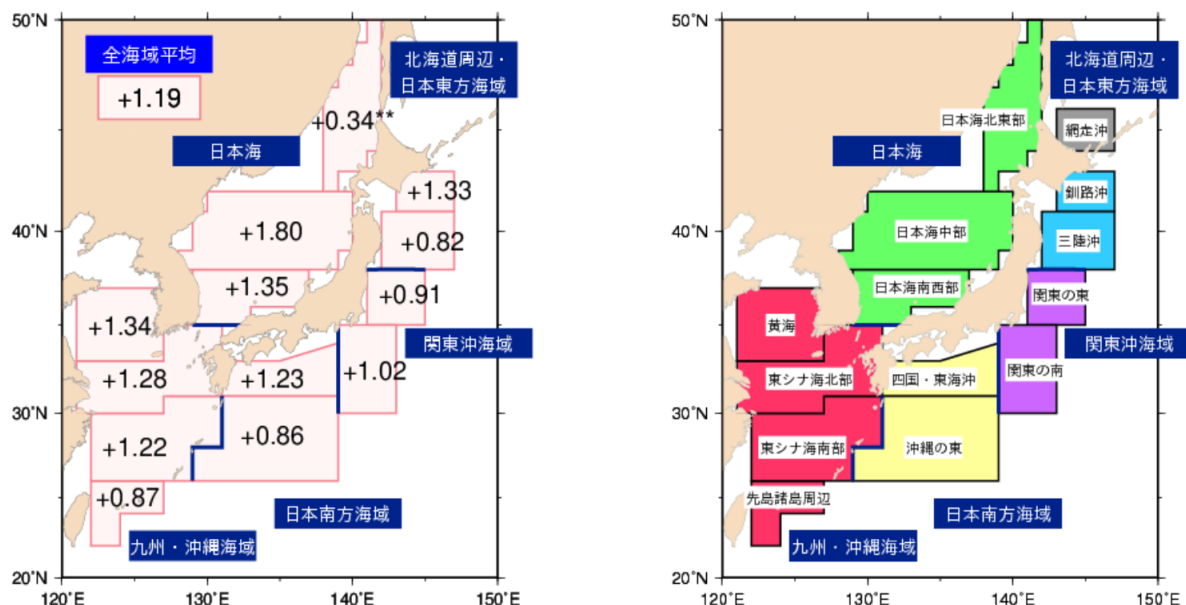 50˚N
全海域平均
+1.19
北海道周辺・
日本東方海域
+0.34**
日本海
+1.33
40˚N
+1.80
+0.82
+1.35
+0.91
+1.34
関東沖海域
+1.28
+1.23
+1.02
30˚N
+1.22
+0.86
+0.87
日本南方海域
九州・沖縄海域
20˚N
120˚E
130˚E
140˚E
150˚E
50˚N
北海道周辺・
日本東方海域
日本海北東部
網走沖
日本海
釧路沖
40˚N
日本海中部
三陸沖
日本海南西部
関東の東
黄海
関東沖海域
関東の南
東シナ海北部
四国・東海沖
30˚N
東シナ海南部
沖縄の東
先島諸島周辺
日本南方海域
九州・沖縄海域
20˚N
120˚E
130˚E
140˚E
150˚E